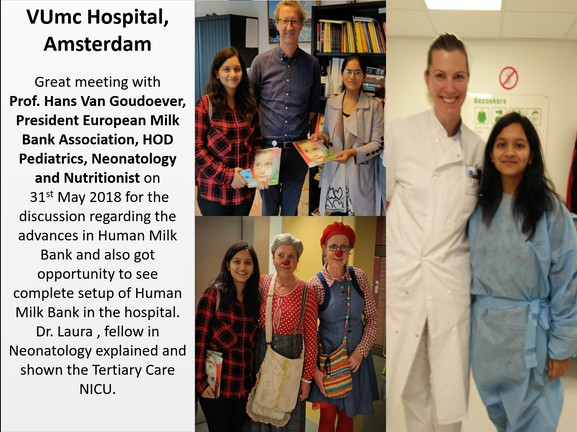 VUmc Hospital,
Amsterdam
Great meeting with
Prof. Hans Van Goudoever,
President European Milk
Bank Association, HOD
Pediatrics, Neonatology
and Nutritionist on
31st May 2018 for the
discussion regarding the
advances in Human Milk
Bank and also got
opportunity to see
complete setup of Human
Milk Bank in the hospital.
Dr. Laura , fellow in
Neonatology explained and
shown the Tertiary Care
NICU.
Bezoekers